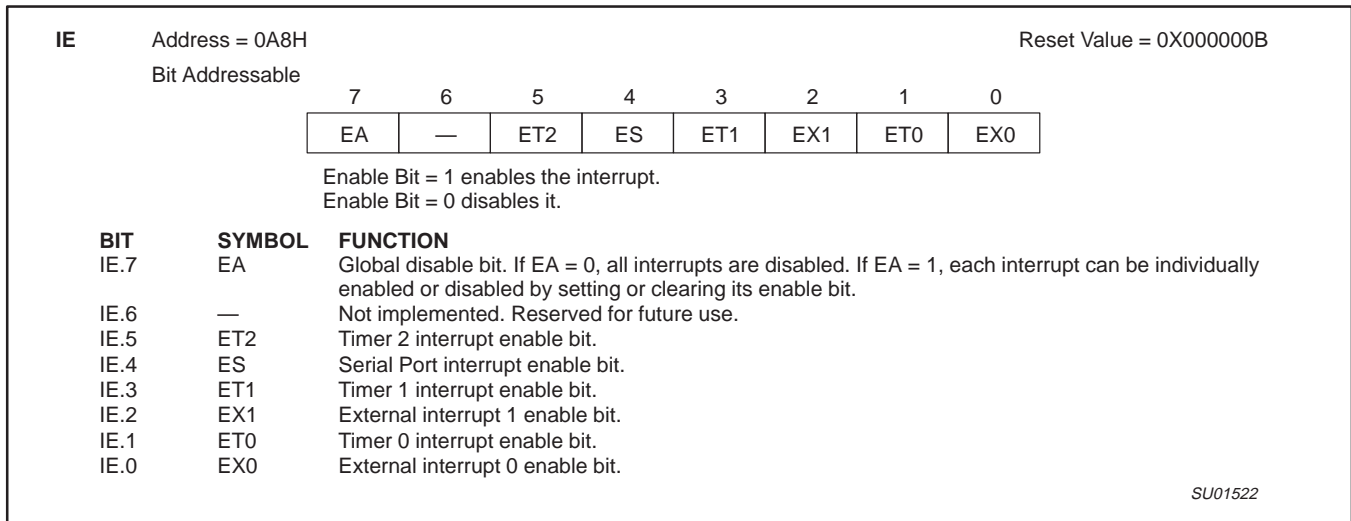 IE Address = 0A8H Reset Value = 0X000000B
Bit Addressable
7 6 5 4 3 2 1 0
EA — ET2 ES ET1 EX1 ET0 EX0
Enable Bit = 1 enables the interrupt.
Enable Bit = 0 disables it.
BIT SYMBOL FUNCTION
IE.7 EA Global disable bit. If EA = 0, all interrupts are disabled. If EA = 1, each interrupt can be individually
enabled or disabled by setting or clearing its enable bit.
IE.6 — Not implemented. Reserved for future use.
IE.5 ET2 Timer 2 interrupt enable bit.
IE.4 ES Serial Port interrupt enable bit.
IE.3 ET1 Timer 1 interrupt enable bit.
IE.2 EX1 External interrupt 1 enable bit.
IE.1 ET0 Timer 0 interrupt enable bit.
IE.0 EX0 External interrupt 0 enable bit.
SU01522